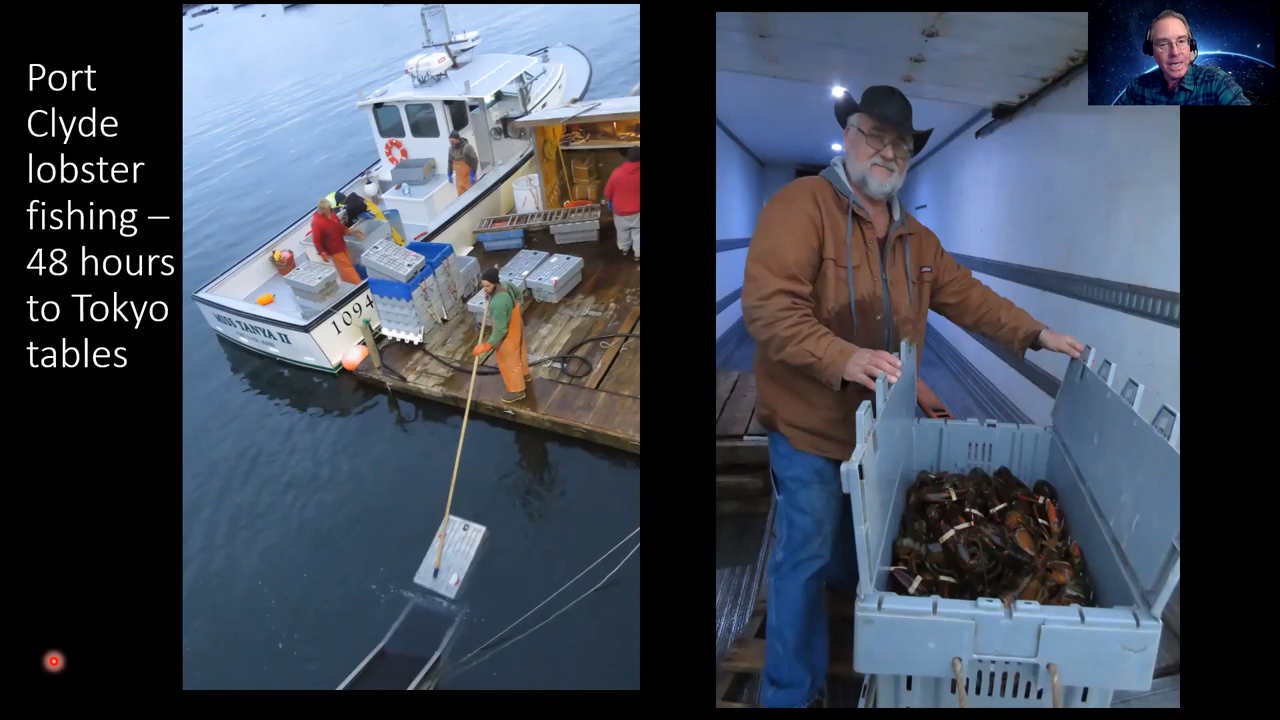 Port
Clyde
lobster
fishing –
48 hours
to Tokyo
tables
MISS TANYA II
1094